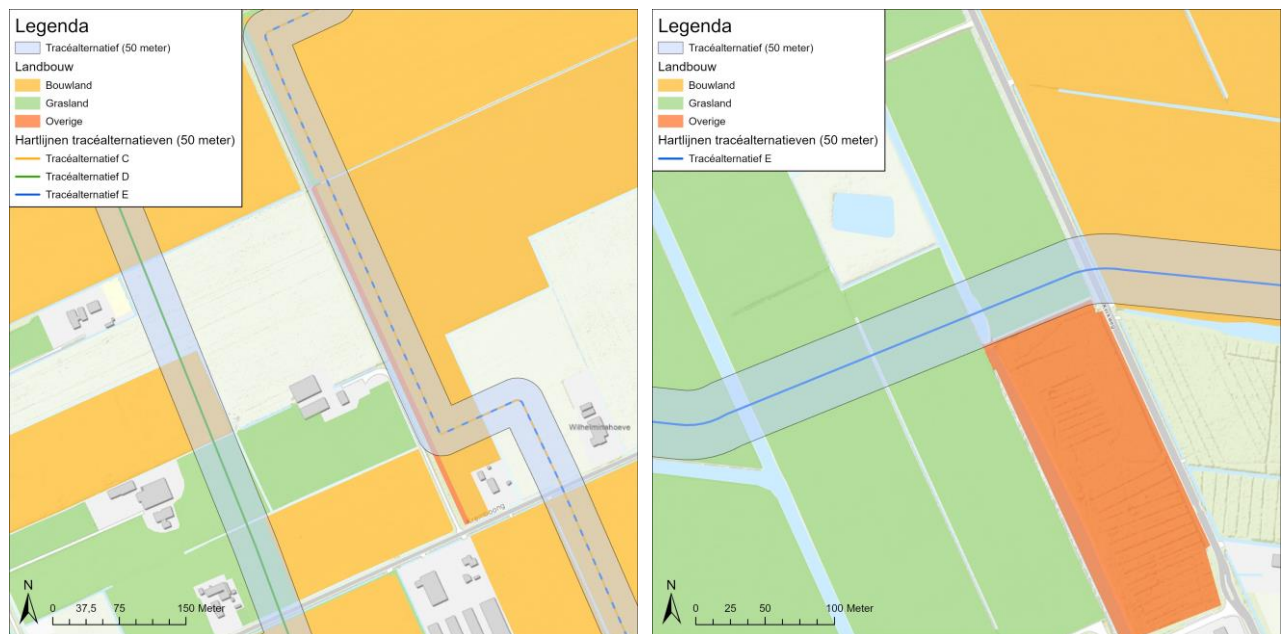 Legenda
Tracéalternatief (50 meter)
Landbouw
Bouwland
Grasland
Overige
Hartlijnen tracéalternatieven (50 meter)
Tracéalternatief C
Tracéalternatief D
Tracéalternatief E
Wilhelminahoeve
N
0 37,5 75 150 Meter
Legenda
Tracéalternatief (50 meter)
Landbouw
Bouwland
Grasland
Overige
Hartlijnen tracéalternatieven (50 meter)
Tracéalternatief E
N
0 25 50 100 Meter